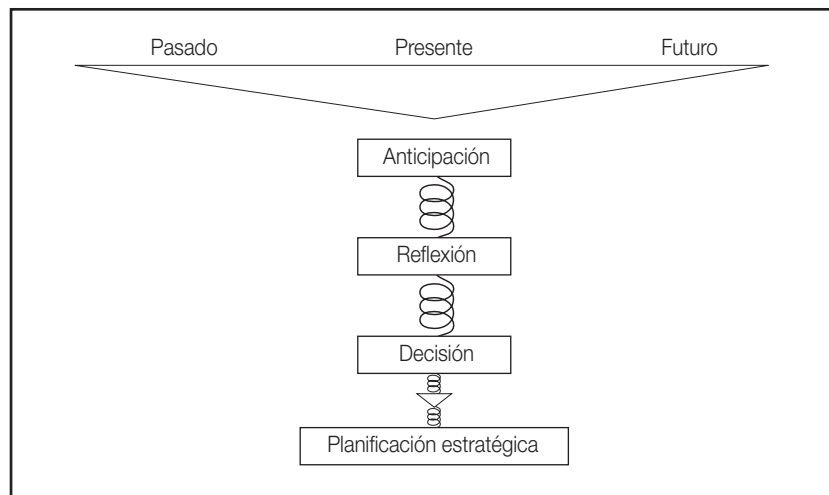 Pasado Presente Futuro
Anticipación
Reflexión
Decisión
Planificación estratégica